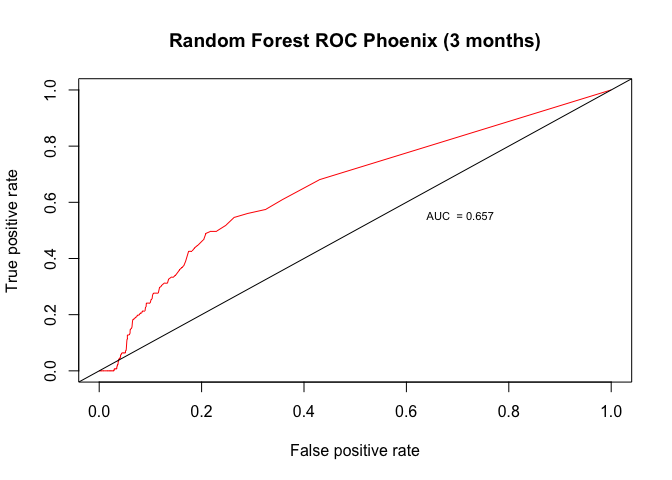 Random Forest ROC Phoenix (3 months)
True positive rate
1.0
0.8
0.6
0.4
0.2
0.0
AUC = 0.657
0.0 0.2 0.4 0.6 0.8 1.0
False positive rate